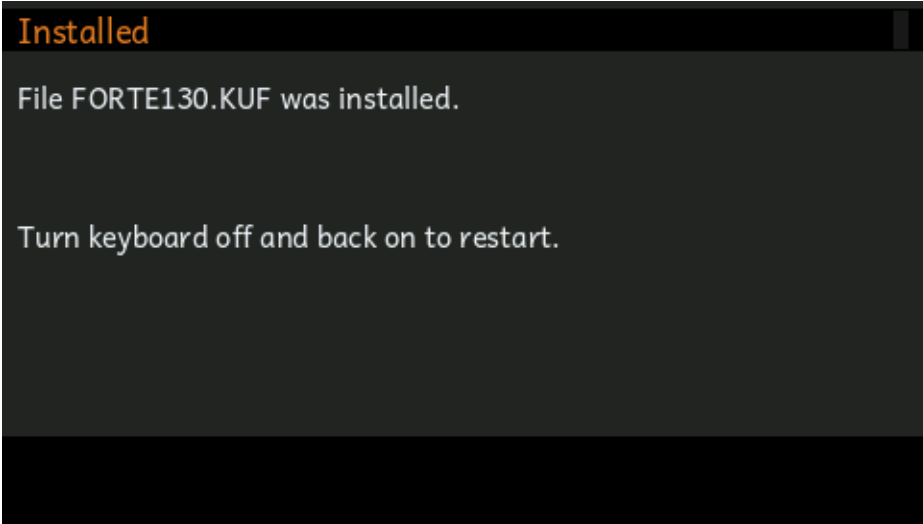 Installed
File FORTE130.KUF was installed.
Turn keyboard off and back on to restart.